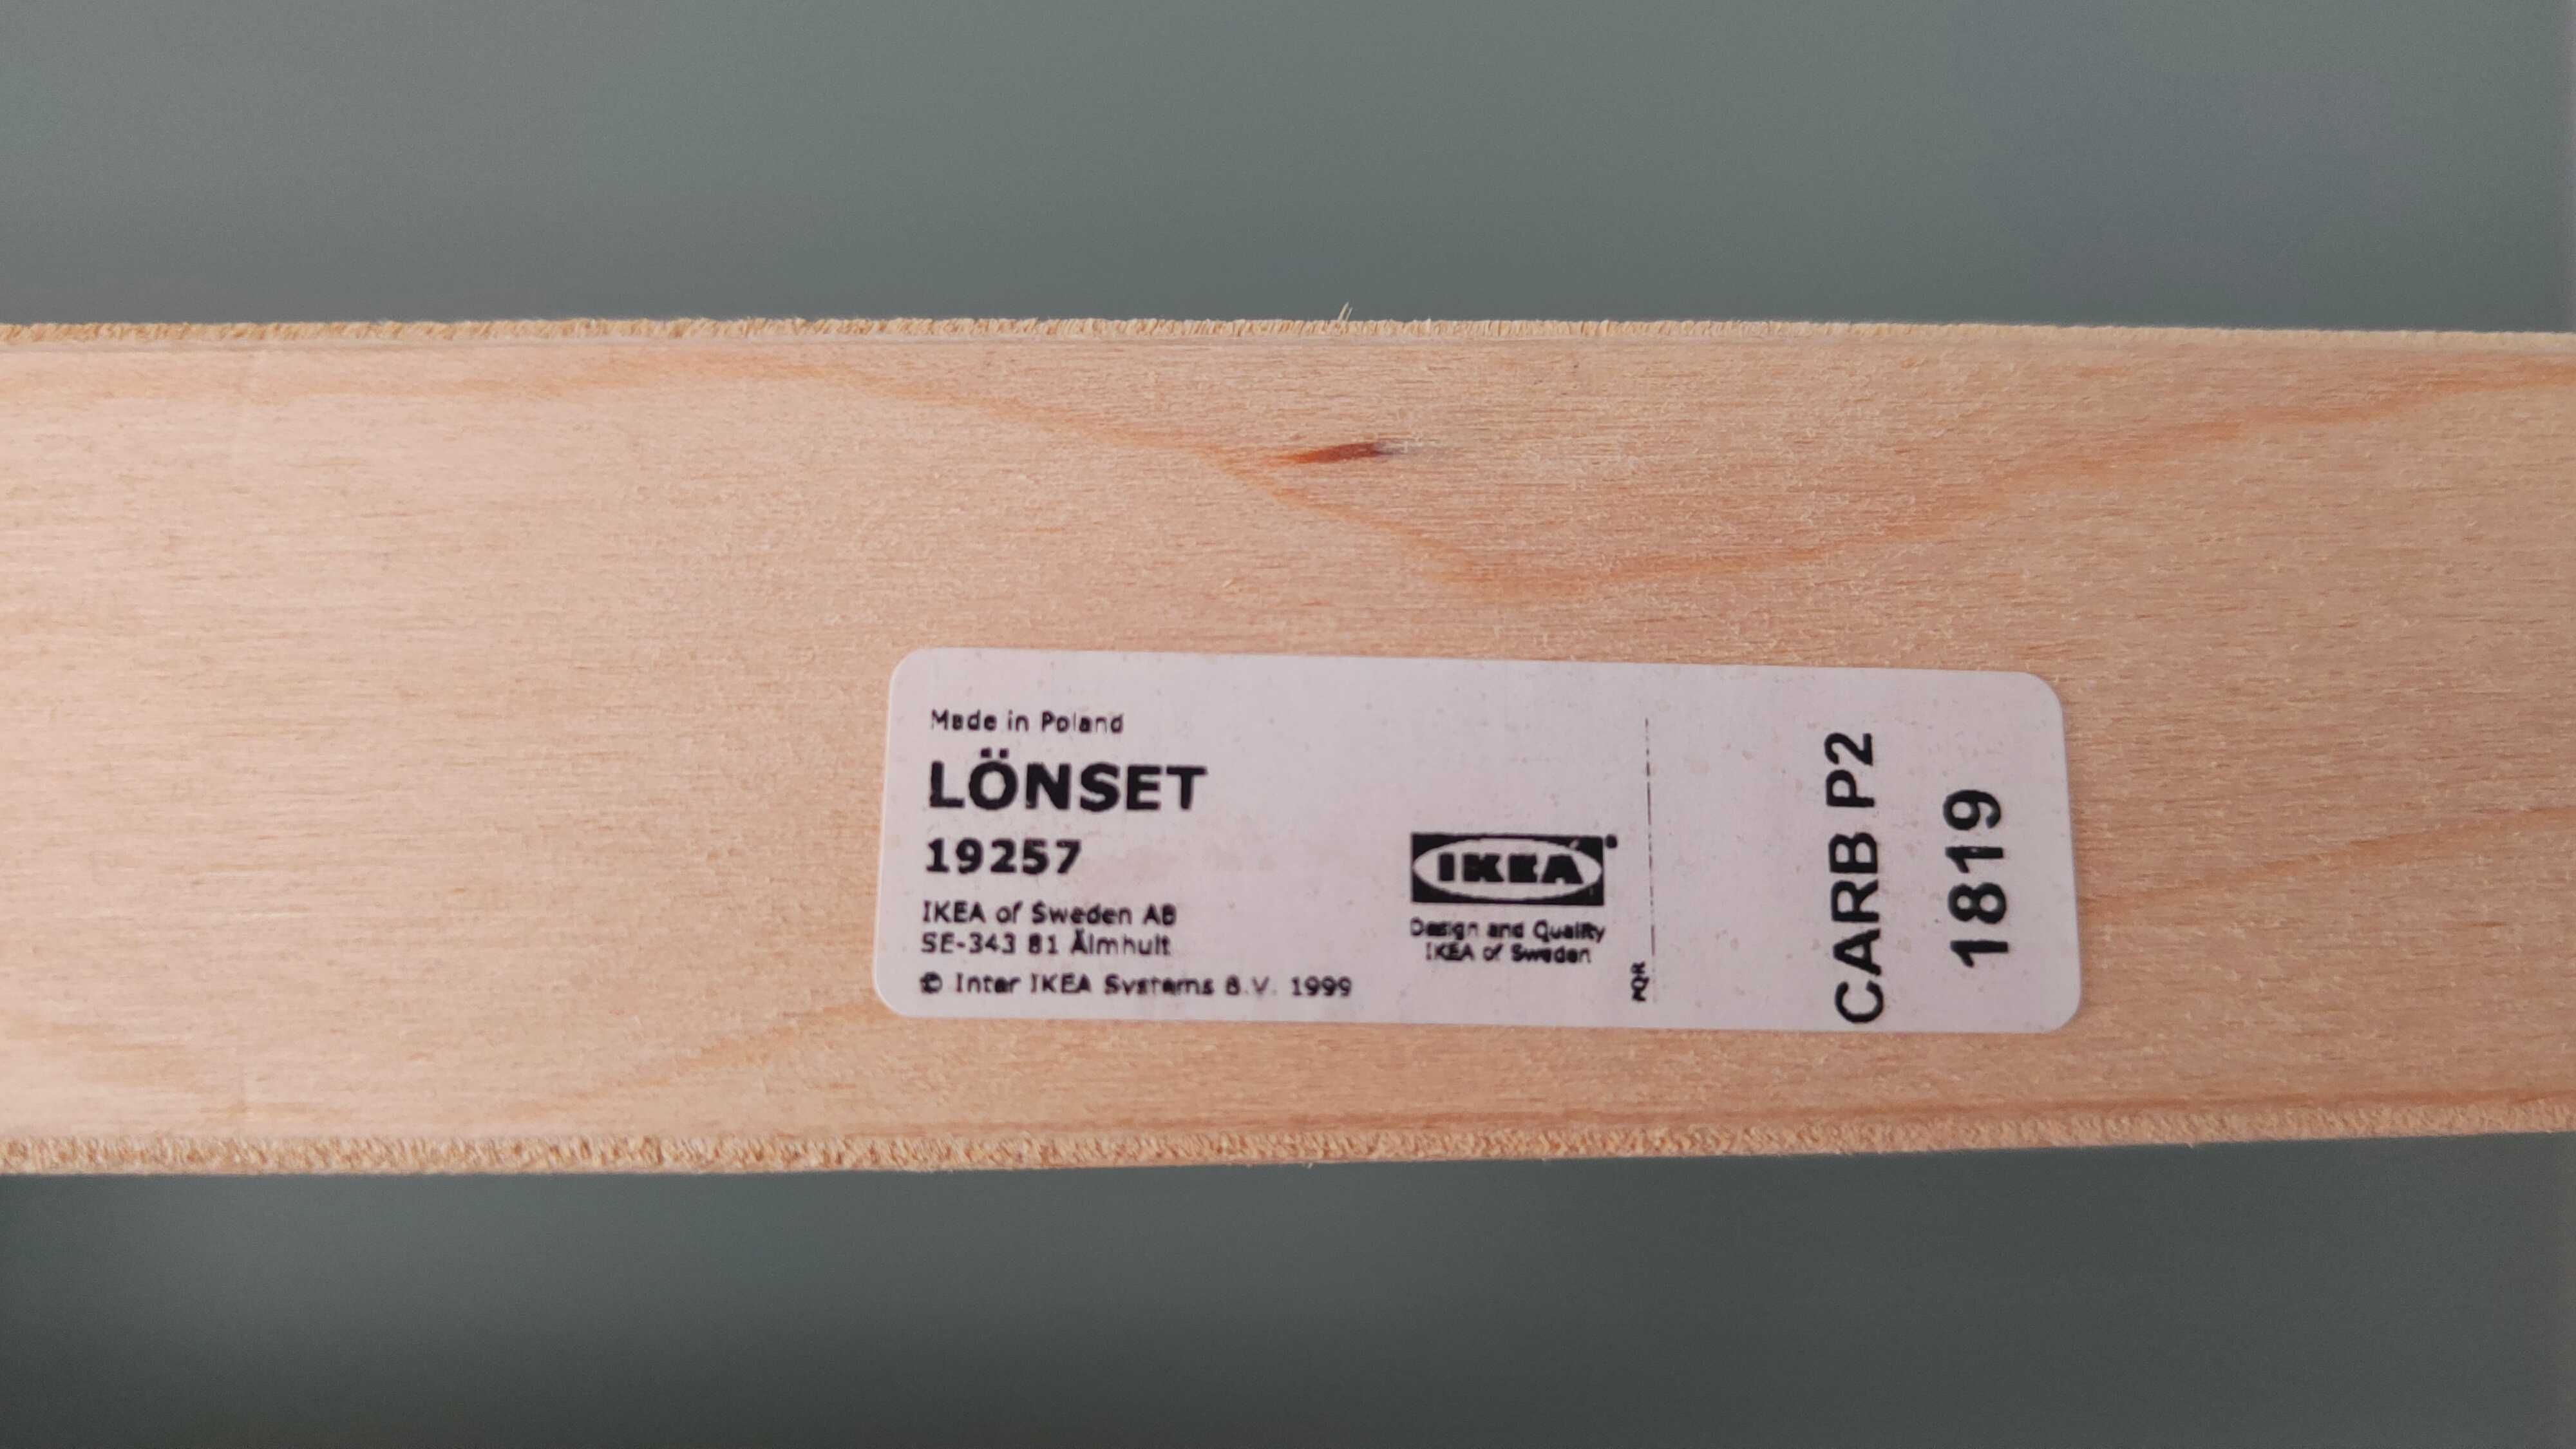 Made in Poland
LÖNSET
19257
IKEA of Sweden AB
SE-343 81 Älmhult
© Inter IKEA Systems B.V. 1999
IKEA®
Design and Quality
IKEA of Sweden
PQR
CARB P2
1819